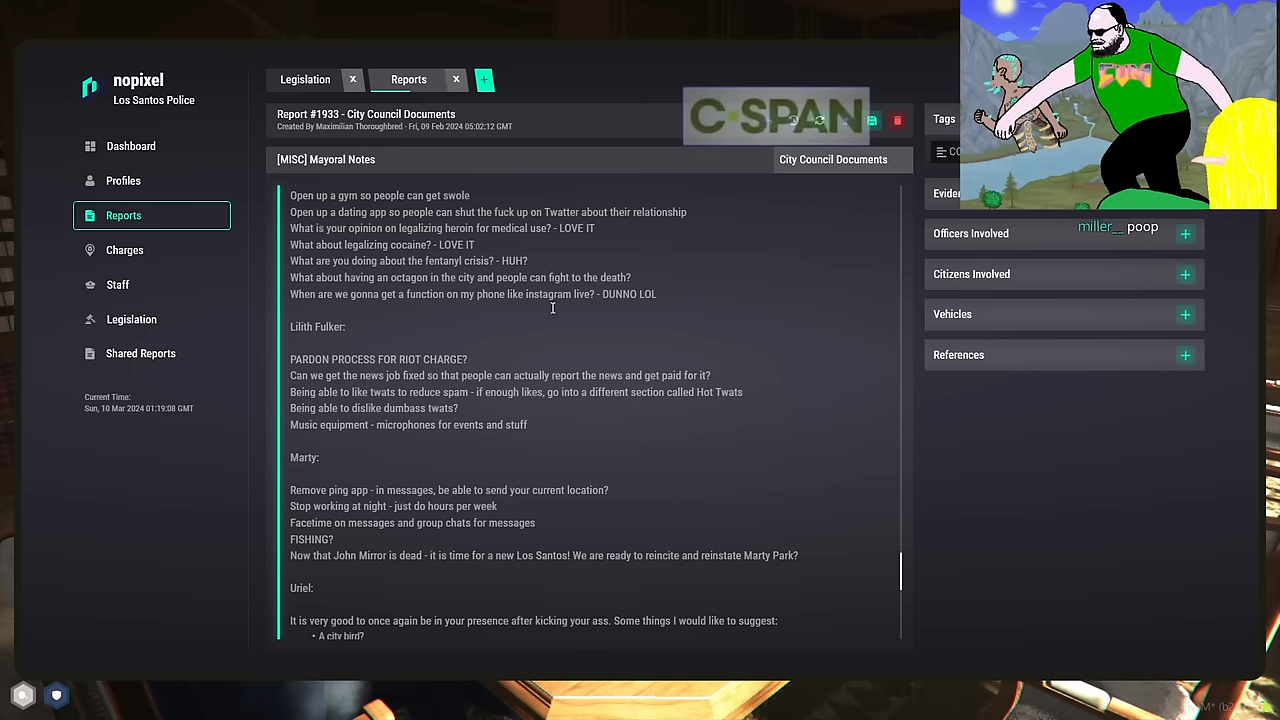 nopixel
Los Santos Police
Dashboard
Profiles
Reports
Charges
Staff
Legislation
Shared Reports
Current Time:
Sun, 10 Mar 2024 01:19:08 GMT
Legislation x Reports x +
Report #1933 - City Council Documents
Created By Maximilian Thoroughbred - Fri, 09 Feb 2024 05:02:12 GMT
C·SPAN
[MISC] Mayoral Notes
City Council Documents
Open up a gym so people can get swole
Open up a dating app so people can shut the fuck up on Twatter about their relationship
What is your opinion on legalizing heroin for medical use? - LOVE IT
What about legalizing cocaine? - LOVE IT
What are you doing about the fentanyl crisis? - HUH?
What about having an octagon in the city and people can fight to the death?
When are we gonna get a function on my phone like instagram live? - DUNNO LOL
Lilith Fulker:
PARDON PROCESS FOR RIOT CHARGE?
Can we get the news job fixed so that people can actually report the news and get paid for it?
Being able to like twats to reduce spam - if enough likes, go into a different section called Hot Twats
Being able to dislike dumbass twats?
Music equipment - microphones for events and stuff
Marty:
Remove ping app - in messages, be able to send your current location?
Stop working at night - just do hours per week
Facetime on messages and group chats for messages
FISHING?
Now that John Mirror is dead - it is time for a new Los Santos! We are ready to reincite and reinstate Marty Park?
Uriel:
It is very good to once again be in your presence after kicking your ass. Some things I would like to suggest:
• A city bird?
Tags
CO
Eviden
Officers Involved +
Citizens Involved +
Vehicles +
References +
CUM
miller__ poop